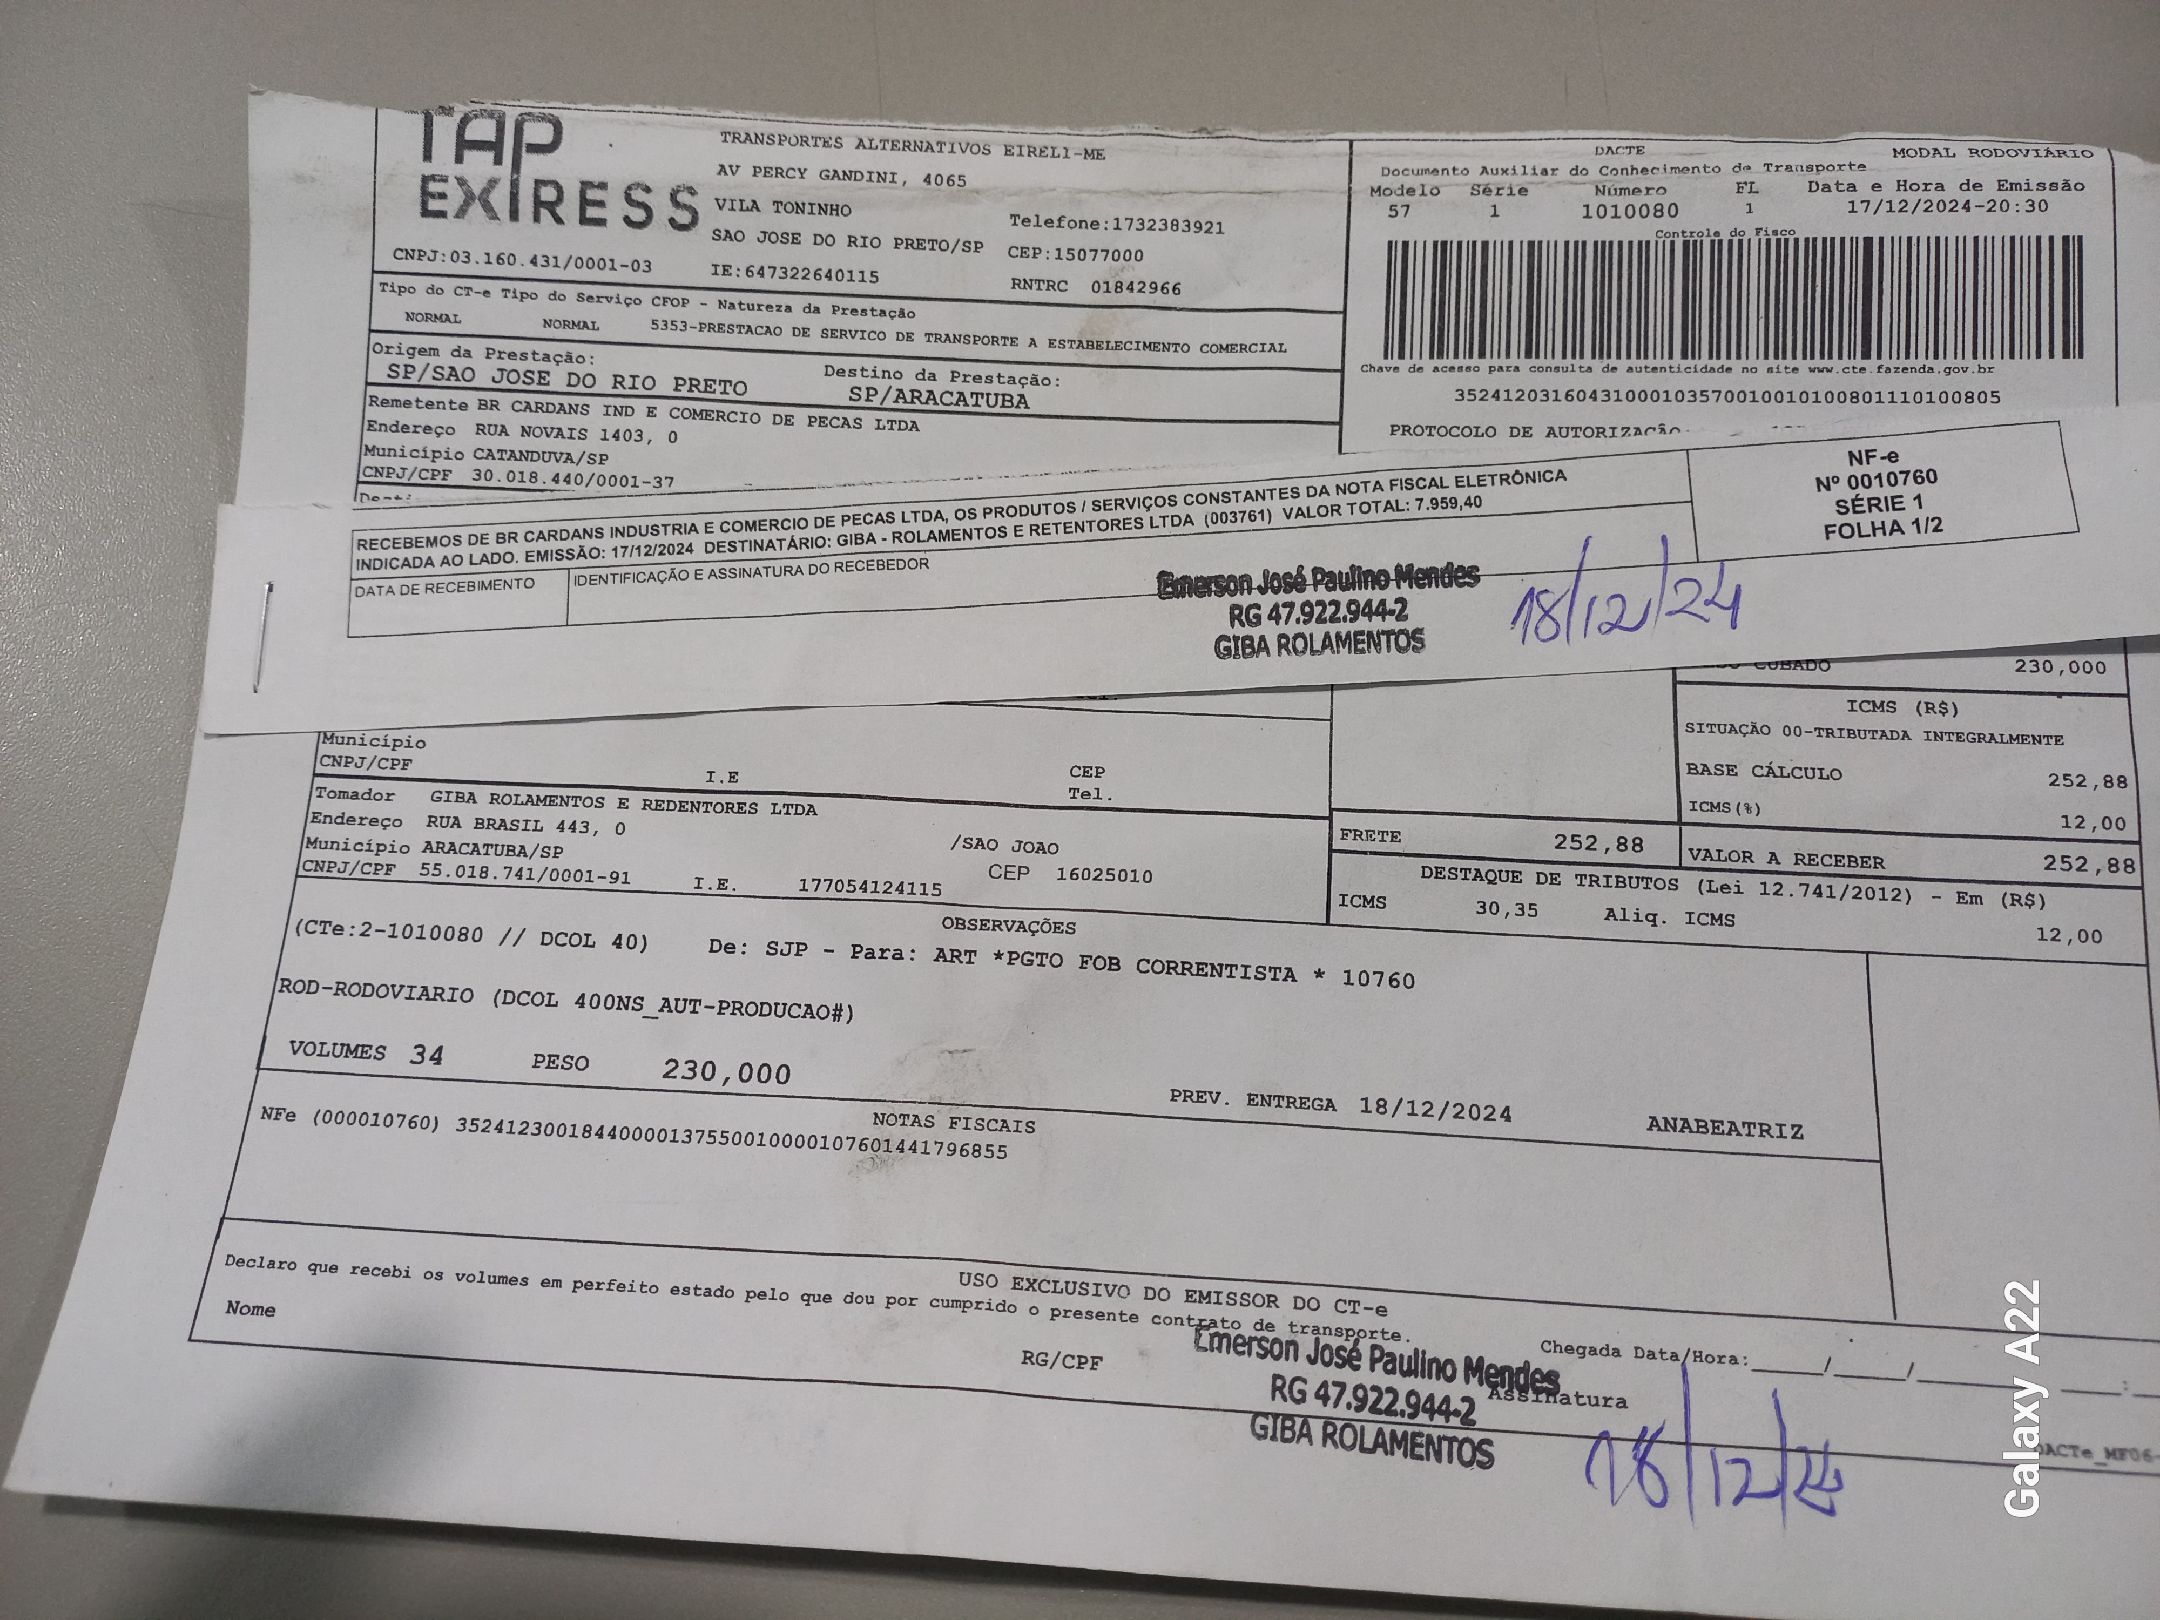 TAP
EXPRESS
CNPJ:03.160.431/0001-03
TRANSPORTES ALTERNATIVOS EIRELI-ME
AV PERCY GANDINI, 4065
VILA TONINHO
SAO JOSE DO RIO PRETO/SP
IE:647322640115
Telefone:1732383921
CEP:15077000
RNTRC 01842966
DACTE
MODAL RODOVIÁRIO
Documento Auxiliar do Conhecimento de Transporte
Modelo Série Número FL Data e Hora de Emissão
57 1 1010080 1 17/12/2024-20:30
Controle do Fisco
Chave de acesso para consulta de autenticidade no site www.cte.fazenda.gov.br
35241203160431000103570010010100801110100805
PROTOCOLO DE AUTORIZAÇÃO
Tipo do CT-e Tipo do Serviço CFOP - Natureza da Prestação
NORMAL NORMAL 5353-PRESTACAO DE SERVICO DE TRANSPORTE A ESTABELECIMENTO COMERCIAL
Origem da Prestação: Destino da Prestação:
SP/SAO JOSE DO RIO PRETO SP/ARACATUBA
Remetente BR CARDANS IND E COMERCIO DE PECAS LTDA
Endereço RUA NOVAIS 1403, 0
Município CATANDUVA/SP
CNPJ/CPF 30.018.440/0001-37
RECEBEMOS DE BR CARDANS INDUSTRIA E COMERCIO DE PECAS LTDA, OS PRODUTOS / SERVIÇOS CONSTANTES DA NOTA FISCAL ELETRÔNICA
INDICADA AO LADO. EMISSÃO: 17/12/2024 DESTINATÁRIO: GIBA - ROLAMENTOS E RETENTORES LTDA (003761) VALOR TOTAL: 7.959,40
DATA DE RECEBIMENTO IDENTIFICAÇÃO E ASSINATURA DO RECEBEDOR
NF-e
Nº 0010760
SÉRIE 1
FOLHA 1/2
Emerson José Paulino Mendes
RG 47.922.944-2
GIBA ROLAMENTOS
18/12/24
CUBADO 230,000
ICMS (R$)
SITUAÇÃO 00-TRIBUTADA INTEGRALMENTE
BASE CÁLCULO 252,88
ICMS(%) 12,00
Município
CNPJ/CPF I.E CEP
Tel.
Tomador GIBA ROLAMENTOS E REDENTORES LTDA
Endereço RUA BRASIL 443, 0 /SAO JOAO
Município ARACATUBA/SP CEP 16025010
CNPJ/CPF 55.018.741/0001-91 I.E. 177054124115
FRETE 252,88 VALOR A RECEBER 252,88
DESTAQUE DE TRIBUTOS (Lei 12.741/2012) - Em (R$)
ICMS 30,35 Aliq. ICMS 12,00
OBSERVAÇÕES
(CTe:2-1010080 // DCOL 40) De: SJP - Para: ART *PGTO FOB CORRENTISTA * 10760
ROD-RODOVIARIO (DCOL 400NS_AUT-PRODUCAO#)
VOLUMES 34 PESO 230,000 PREV. ENTREGA 18/12/2024 ANABEATRIZ
NOTAS FISCAIS
NFe (000010760) 35241230018440000137550010000107601441796855
USO EXCLUSIVO DO EMISSOR DO CT-e
Declaro que recebi os volumes em perfeito estado pelo que dou por cumprido o presente contrato de transporte.
Nome RG/CPF Assinatura
Chegada Data/Hora:_____/_____/_____ ____:
Emerson José Paulino Mendes
RG 47.922.944-2
GIBA ROLAMENTOS
18/12/24
DACTe_MF06-
Galaxy A22